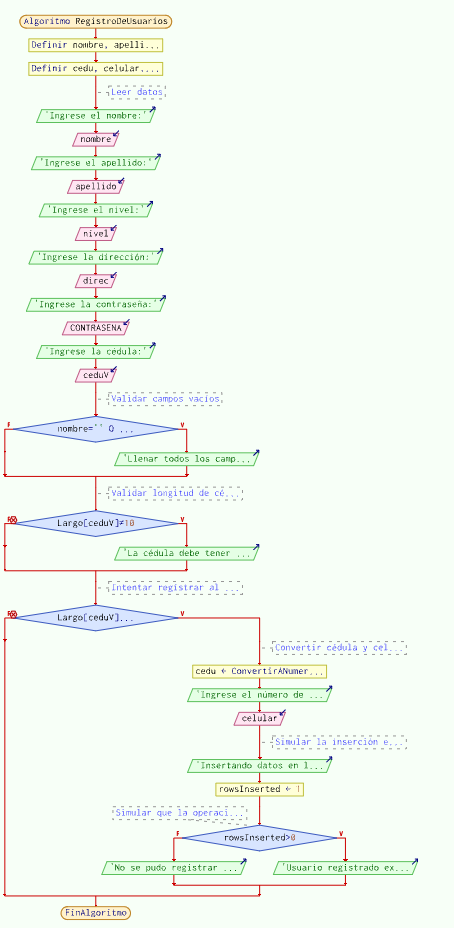 Algoritmo RegistroDeUsuarios
Definir nombre, apelli...
Definir cedu, celular....
Leer datos
'Ingrese el nombre:'
nombre
'Ingrese el apellido:'
apellido
'Ingrese el nivel:'
nivel
'Ingrese la dirección:'
direc
'Ingrese la contraseña:'
CONTRASENA
'Ingrese la cédula:'
ceduV
Validar campos vacíos,
nombre='' O ...
F V
'Llenar todos los camp...
Validar longitud de cé...
Largo[ceduV]≠10
F V
'La cédula debe tener ...
Intentar registrar al ...
Largo[ceduV]...
F V
Convertir cédula y cel...
cedu ← ConvertirANumer...
'Ingrese el número de ...
celular
Simular la inserción e...
'Insertando datos en l...
rowsInserted ← 1
Simular que la operaci...
rowsInserted>0
F V
'No se pudo registrar ...
'Usuario registrado ex...
FinAlgoritmo